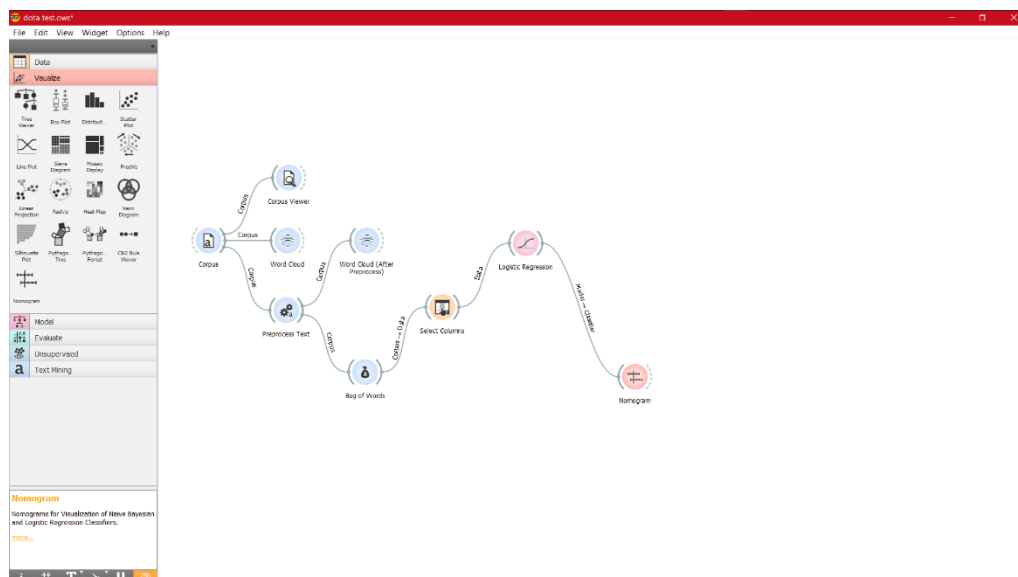 dota test.ows*
File Edit View Widget Options Help
Data
Visualize
Tree Viewer
Box Plot
Distributi...
Scatter Plot
Line Plot
Sieve Diagram
Mosaic Display
FreeViz
Linear Projection
Radviz
Heat Map
Venn Diagram
Silhouette Plot
Pythago... Tree
Pythago... Forest
CN2 Rule Viewer
Nomogram
Model
Evaluate
Unsupervised
a Text Mining
Nomogram
Nomograms for Visualization of Naive Bayesian
and Logistic Regression Classifiers.
more...
Corpus
Corpus Viewer
Corpus
a
Corpus
Word Cloud
Corpus
Word Cloud (After
Preprocess)
Corpus
a
Preprocess Text
Corpus
Bag of Words
Corpus → Data
Select Columns
Data
Logistic Regression
Model → Classifier
Nomogram